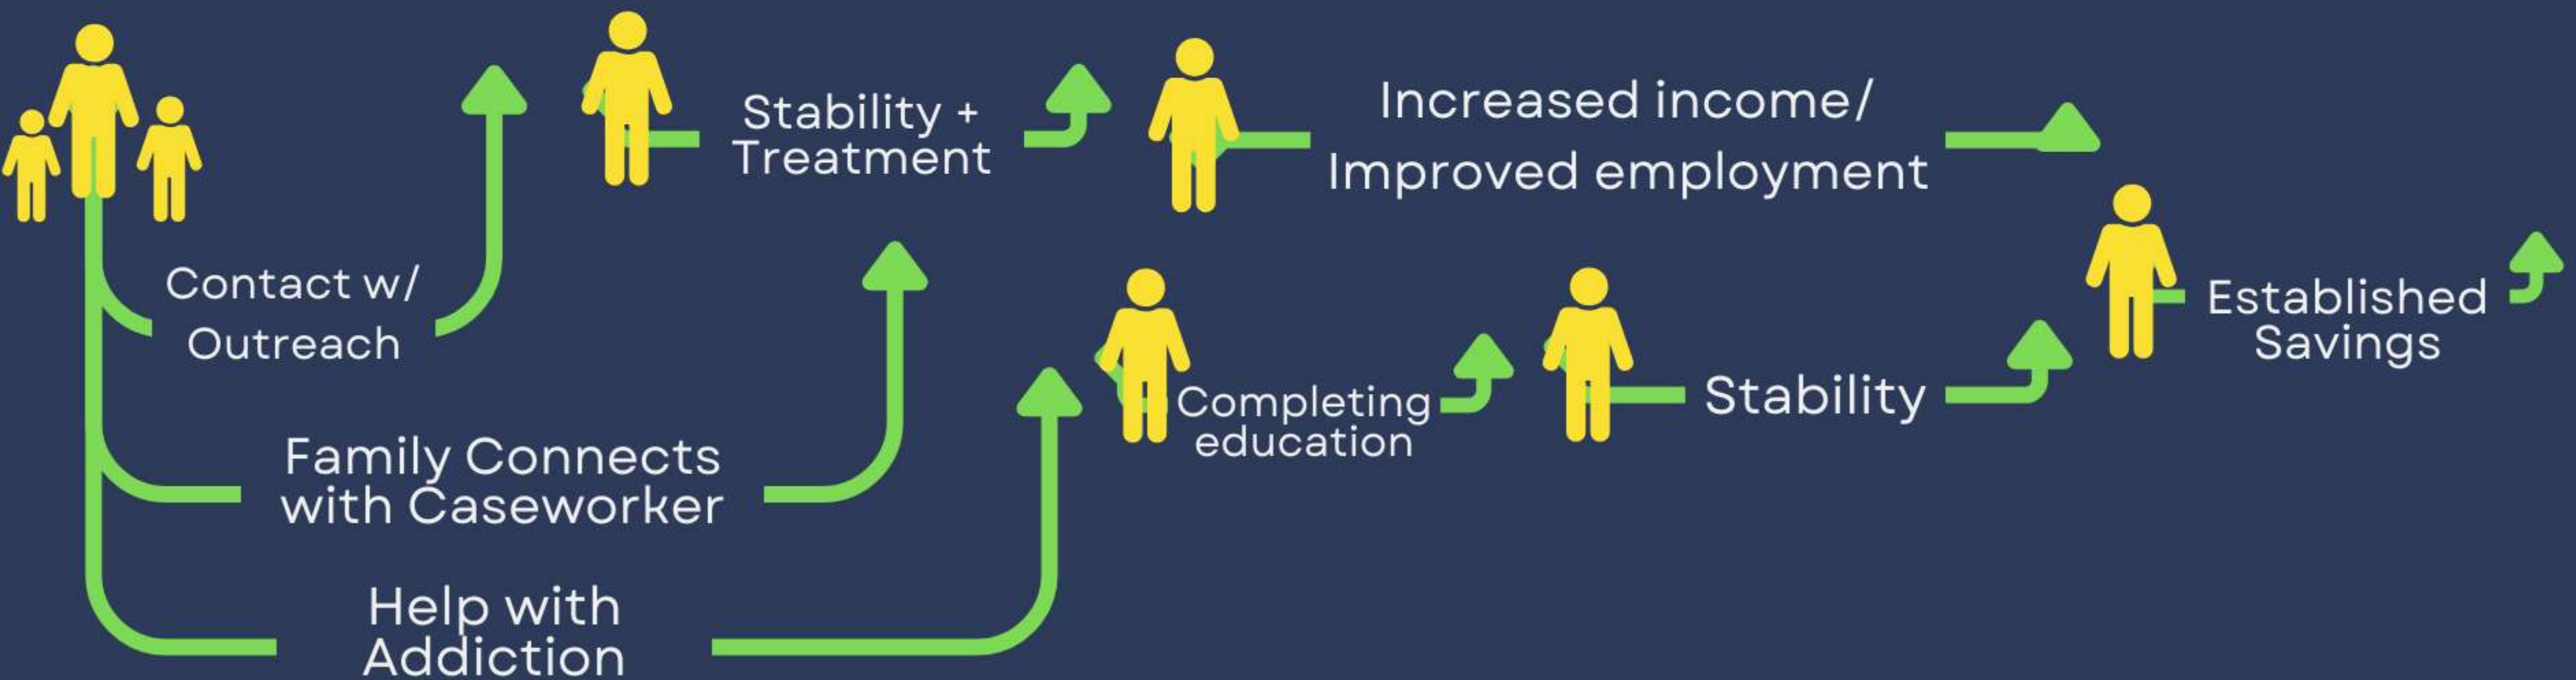 Contact w/
Outreach
Family Connects
with Caseworker
Help with
Addiction
Stability +
Treatment
Increased income/
Improved employment
Completing
education
Stability
Established
Savings